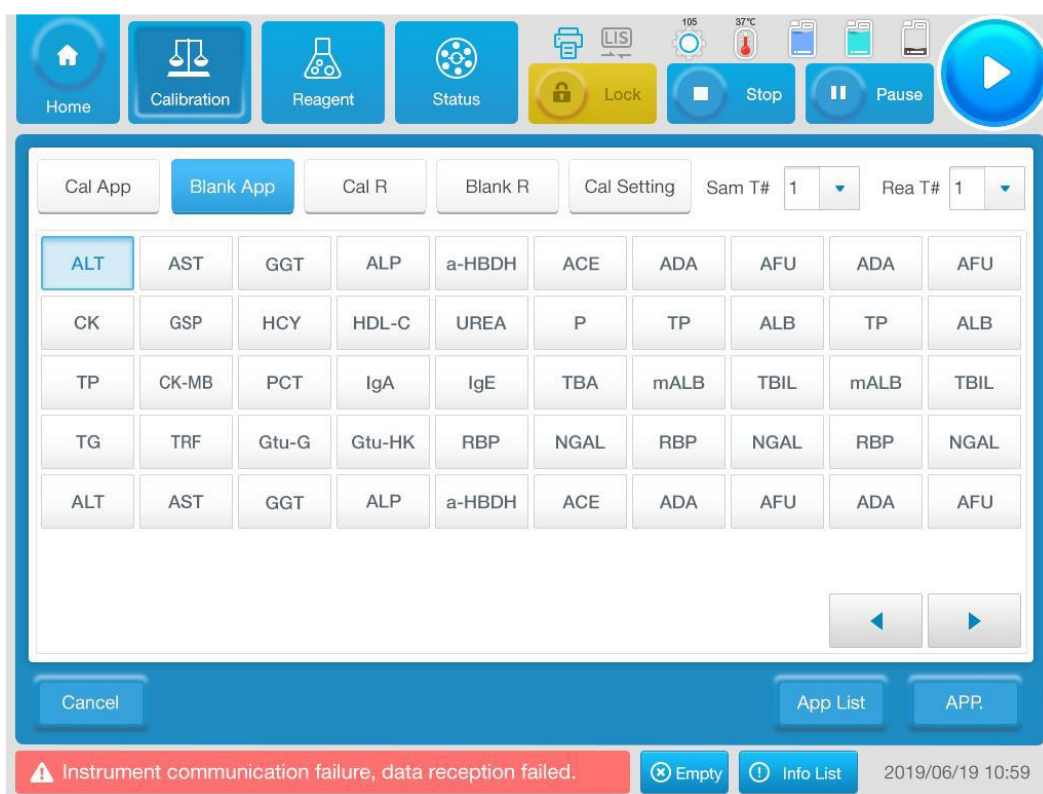 105 37°C
LIS
Home Calibration Reagent Status Lock Stop Pause
Cal App Blank App Cal R Blank R Cal Setting Sam T# 1 Rea T# 1
ALT AST GGT ALP a-HBDH ACE ADA AFU ADA AFU
CK GSP HCY HDL-C UREA P TP ALB TP ALB
TP CK-MB PCT IgA IgE TBA mALB TBIL mALB TBIL
TG TRF Gtu-G Gtu-HK RBP NGAL RBP NGAL RBP NGAL
ALT AST GGT ALP a-HBDH ACE ADA AFU ADA AFU
Cancel App List APP.
Instrument communication failure, data reception failed. Empty Info List 2019/06/19 10:59